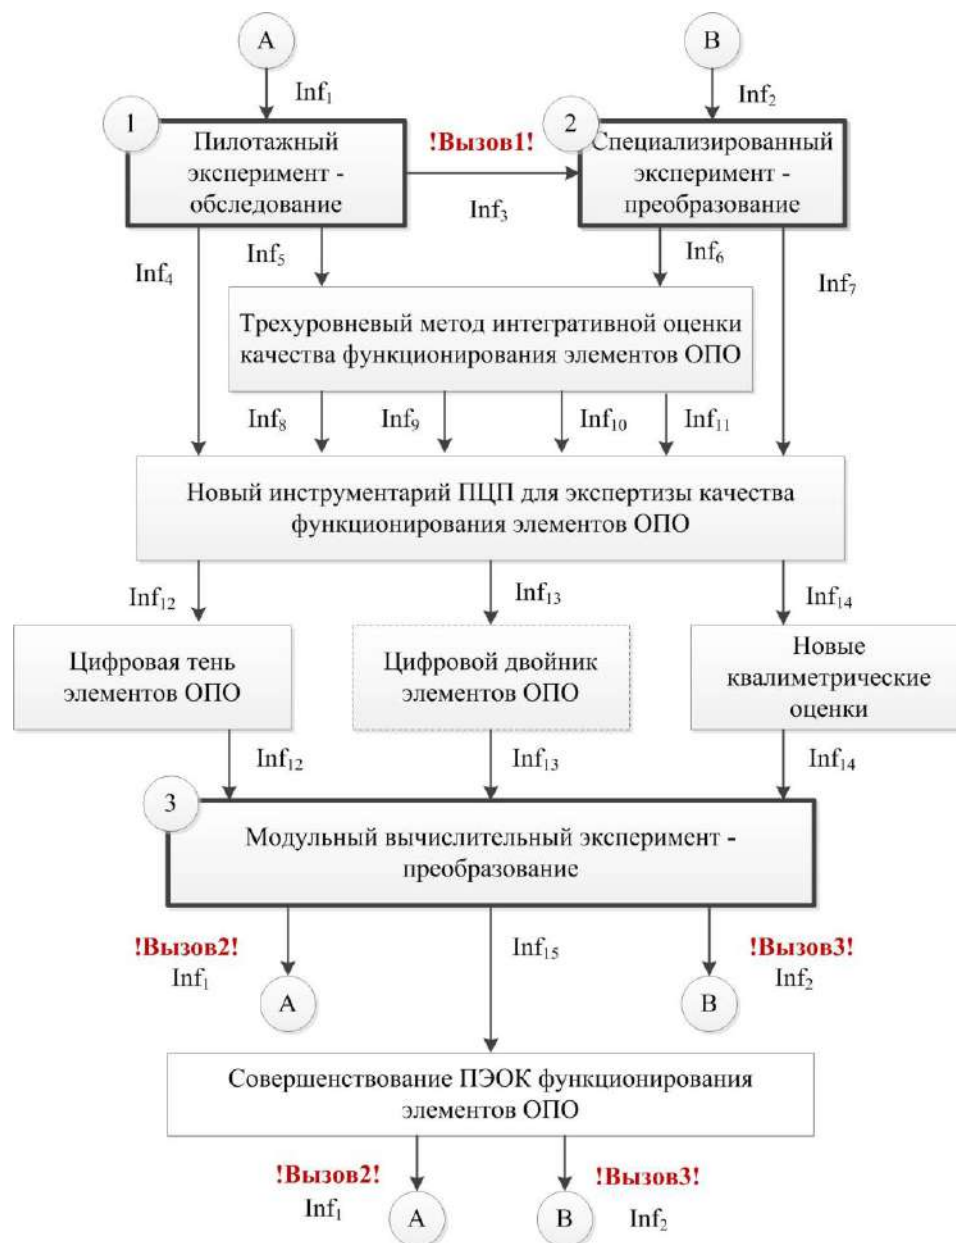 A
B
Inf₁
Inf₂
1
2
Пилотажный
эксперимент -
обследование
!Вызов1!
Inf₃
Специализированный
эксперимент -
преобразование
Inf₄
Inf₅
Inf₆
Inf₇
Трехуровневый метод интегративной оценки
качества функционирования элементов ОПО
Inf₈
Inf₉
Inf₁₀
Inf₁₁
Новый инструментарий ПЦП для экспертизы качества
функционирования элементов ОПО
Inf₁₂
Inf₁₃
Inf₁₄
Цифровая тень
элементов ОПО
Цифровой двойник
элементов ОПО
Новые
квалиметрические
оценки
Inf₁₂
Inf₁₃
Inf₁₄
3
Модульный вычислительный эксперимент -
преобразование
!Вызов2!
Inf₁
A
Inf₁₅
!Вызов3!
Inf₂
B
Совершенствование ПЭОК функционирования
элементов ОПО
!Вызов2!
Inf₁
A
B
!Вызов3!
Inf₂